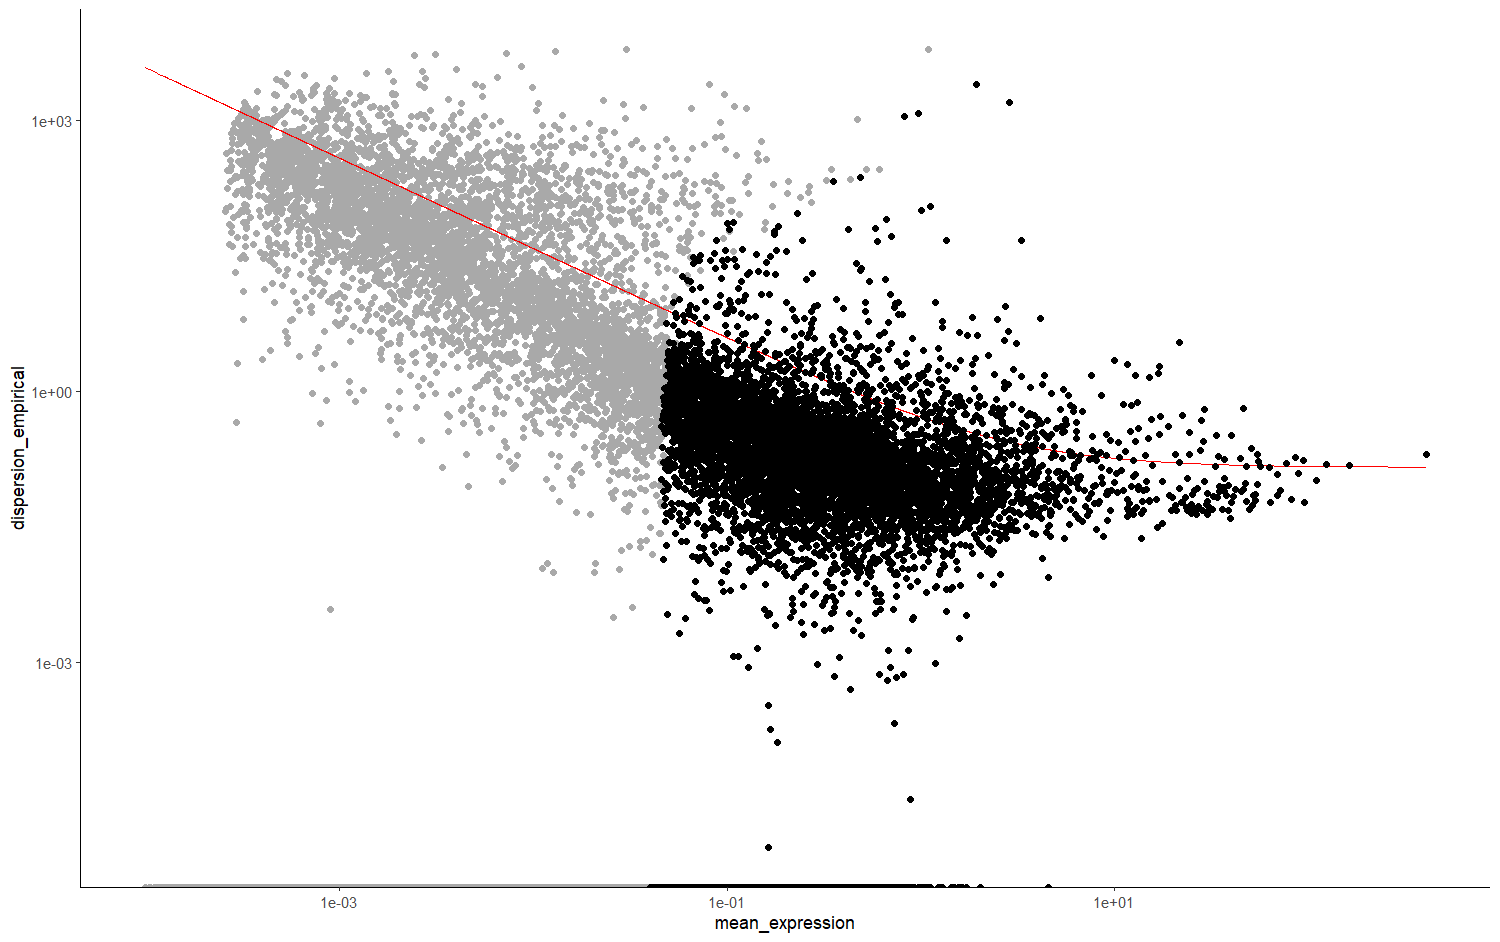 dispersion_empirical
1e+03
1e+00
1e-03
1e-03
1e-01
1e+01
mean_expression